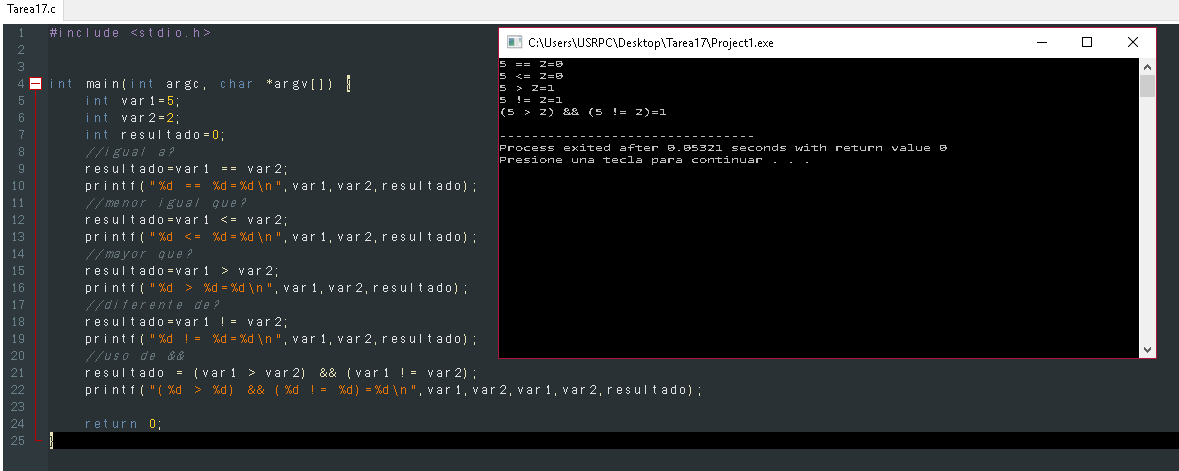 Tarea17.c
1 #include <stdio.h>
2
3
4 int main(int argc, char *argv[]) {
5 int var1=5;
6 int var2=2;
7 int resultado=0;
8 //igual a?
9 resultado=var1 == var2;
10 printf("%d == %d=%d\n",var1,var2,resultado);
11 //menor igual que?
12 resultado=var1 <= var2;
13 printf("%d <= %d=%d\n",var1,var2,resultado);
14 //mayor que?
15 resultado=var1 > var2;
16 printf("%d > %d=%d\n",var1,var2,resultado);
17 //diferente de?
18 resultado=var1 != var2;
19 printf("%d != %d=%d\n",var1,var2,resultado);
20 //uso de &&
21 resultado = (var1 > var2) && (var1 != var2);
22 printf("(%d > %d) && (%d != %d)=%d\n",var1,var2,var1,var2,resultado);
23
24 return 0;
25 }
C:\Users\USRPC\Desktop\Tarea17\Project1.exe
5 == 2=0
5 <= 2=0
5 > 2=1
5 != 2=1
(5 > 2) && (5 != 2)=1
--------------------------------
Process exited after 0.05321 seconds with return value 0
Presione una tecla para continuar . . .